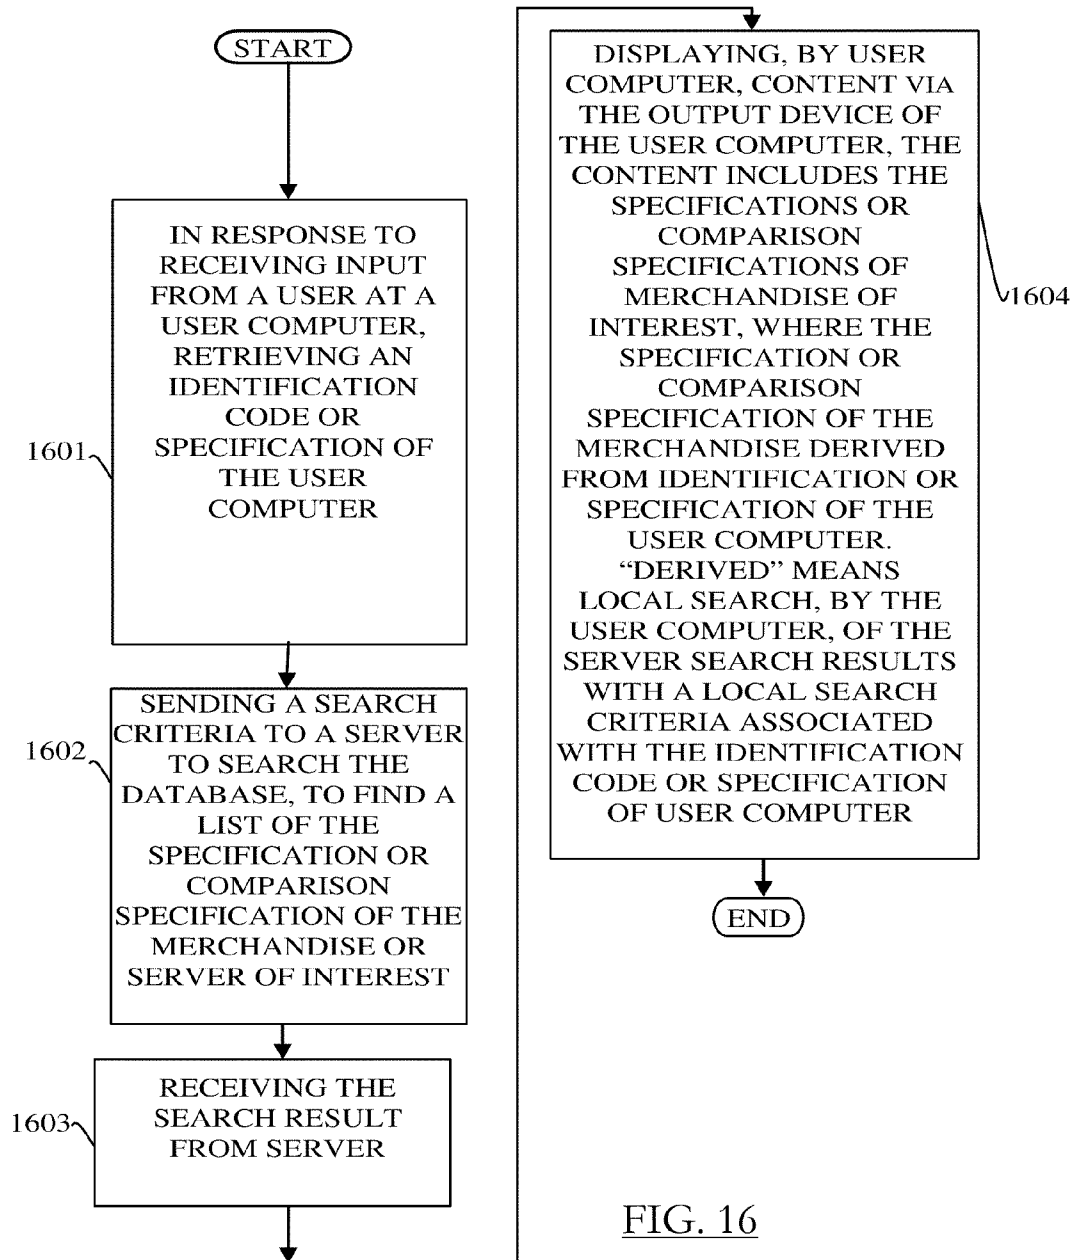 START
IN RESPONSE TO
RECEIVING INPUT
FROM A USER AT A
USER COMPUTER,
RETRIEVING AN
IDENTIFICATION
CODE OR
SPECIFICATION OF
THE USER
COMPUTER
1601
SENDING A SEARCH
CRITERIA TO A SERVER
TO SEARCH THE
DATABASE, TO FIND A
LIST OF THE
SPECIFICATION OR
COMPARISON
SPECIFICATION OF THE
MERCHANDISE OR
SERVER OF INTEREST
1602
RECEIVING THE
SEARCH RESULT
FROM SERVER
1603
DISPLAYING, BY USER
COMPUTER, CONTENT VIA
THE OUTPUT DEVICE OF
THE USER COMPUTER, THE
CONTENT INCLUDES THE
SPECIFICATIONS OR
COMPARISON
SPECIFICATIONS OF
MERCHANDISE OF
INTEREST, WHERE THE
SPECIFICATION OR
COMPARISON
SPECIFICATION OF THE
MERCHANDISE DERIVED
FROM IDENTIFICATION OR
SPECIFICATION OF THE
USER COMPUTER.
“DERIVED” MEANS
LOCAL SEARCH, BY THE
USER COMPUTER, OF THE
SERVER SEARCH RESULTS
WITH A LOCAL SEARCH
CRITERIA ASSOCIATED
WITH THE IDENTIFICATION
CODE OR SPECIFICATION
OF USER COMPUTER
1604
END
FIG. 16